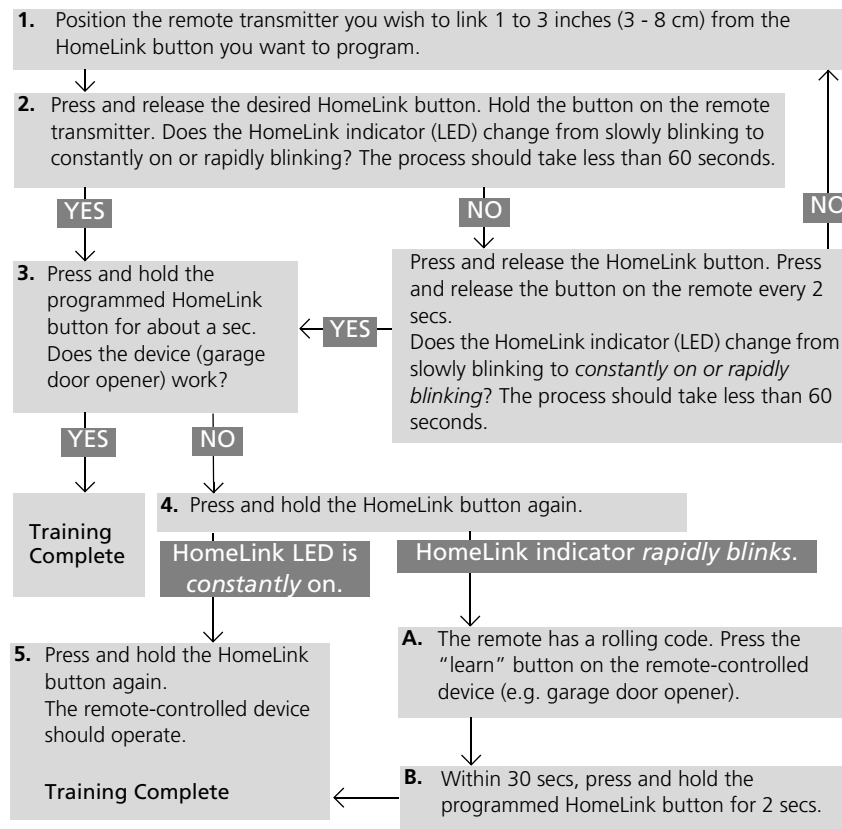 1. Position the remote transmitter you wish to link 1 to 3 inches (3 - 8 cm) from the
HomeLink button you want to program.
2. Press and release the desired HomeLink button. Hold the button on the remote
transmitter. Does the HomeLink indicator (LED) change from slowly blinking to
constantly on or rapidly blinking? The process should take less than 60 seconds.
YES
NO
NO
Press and release the HomeLink button. Press
and release the button on the remote every 2
secs.
Does the HomeLink indicator (LED) change from
slowly blinking to constantly on or rapidly
blinking? The process should take less than 60
seconds.
YES
3. Press and hold the
programmed HomeLink
button for about a sec.
Does the device (garage
door opener) work?
YES
NO
Training
Complete
4. Press and hold the HomeLink button again.
HomeLink LED is
constantly on.
HomeLink indicator rapidly blinks.
A. The remote has a rolling code. Press the
“learn” button on the remote-controlled
device (e.g. garage door opener).
B. Within 30 secs, press and hold the
programmed HomeLink button for 2 secs.
5. Press and hold the HomeLink
button again.
The remote-controlled device
should operate.
Training Complete